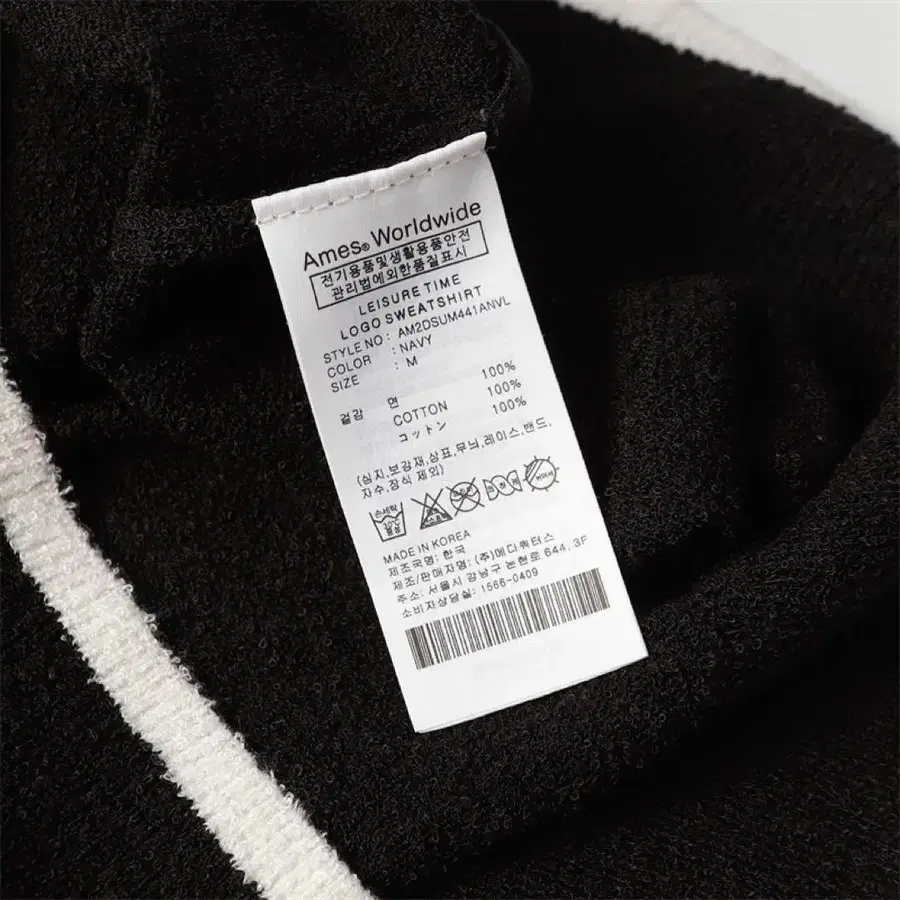 Ames® Worldwide
전기용품및생활용품안전
관리법에의한품질표시
LEISURE TIME
LOGO SWEATSHIRT
STYLE NO : AM2DSUM441ANVL
COLOR : NAVY
SIZE : M
겉감 면 100%
COTTON 100%
コットン 100%
(심지,보강재,상표,무늬,레이스,밴드,
자수,장식 제외)
손세탁
MADE IN KOREA
제조국명: 한국
제조/판매자명: (주)에디쿼터스
주소: 서울시 강남구 논현로 644, 3F
소비자상담실: 1566-0409